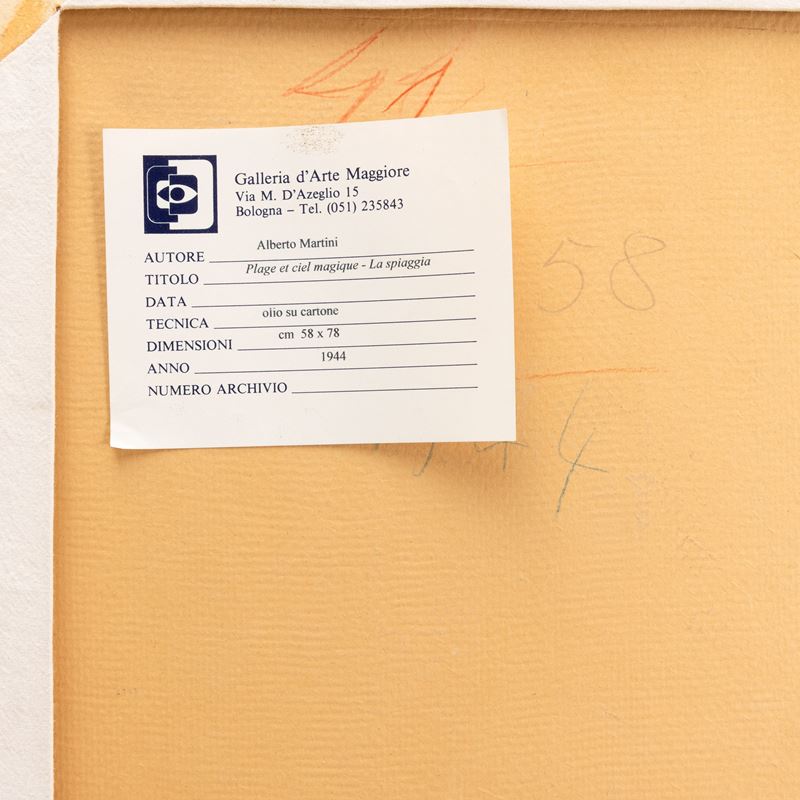 Galleria d'Arte Maggiore
Via M. D'Azeglio 15
Bologna – Tel. (051) 235843
AUTORE Alberto Martini
TITOLO Plage et ciel magique - La spiaggia
DATA
TECNICA olio su cartone
DIMENSIONI cm 58 x 78
ANNO 1944
NUMERO ARCHIVIO
58